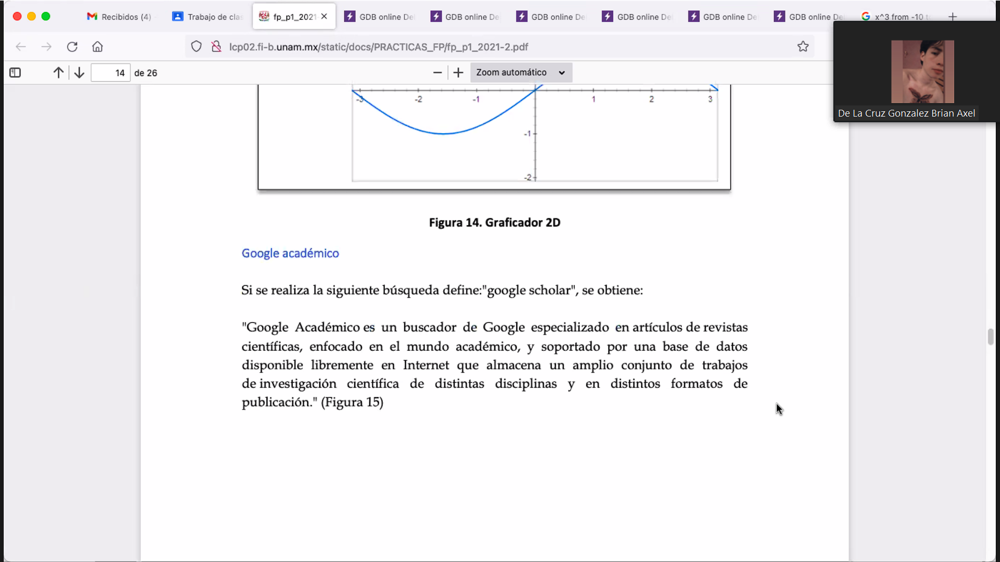 Recibidos (4)
Trabajo de clas
fp_p1_2021
GDB online De
GDB online De
GDB online De
GDB online De
GDB online De
GDB online De
x^3 from -10 t
lcp02.fi-b.unam.mx/static/docs/PRACTICAS_FP/fp_p1_2021-2.pdf
14 de 26
Zoom automático
De La Cruz Gonzalez Brian Axel
-3 -2 -1 1 2 3
-1
-2
Figura 14. Graficador 2D
Google académico
Si se realiza la siguiente búsqueda define:"google scholar", se obtiene:
"Google Académico es un buscador de Google especializado en artículos de revistas
científicas, enfocado en el mundo académico, y soportado por una base de datos
disponible libremente en Internet que almacena un amplio conjunto de trabajos
de investigación científica de distintas disciplinas y en distintos formatos de
publicación." (Figura 15)